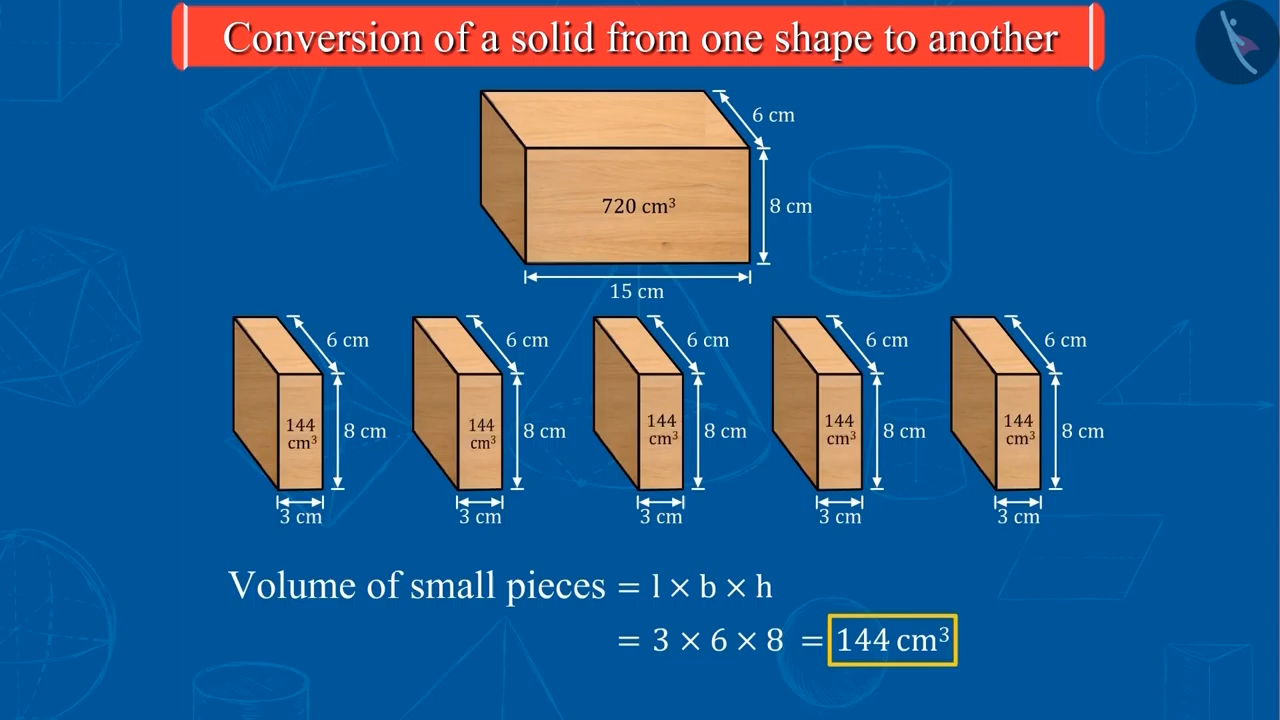 Conversion of a solid from one shape to another
6 cm
720 cm³
8 cm
15 cm
6 cm
6 cm
6 cm
6 cm
6 cm
144
cm³
8 cm
144
cm³
8 cm
144
cm³
8 cm
144
cm³
8 cm
144
cm³
8 cm
3 cm
3 cm
3 cm
3 cm
3 cm
Volume of small pieces = l × b × h
= 3 × 6 × 8 = 144 cm³